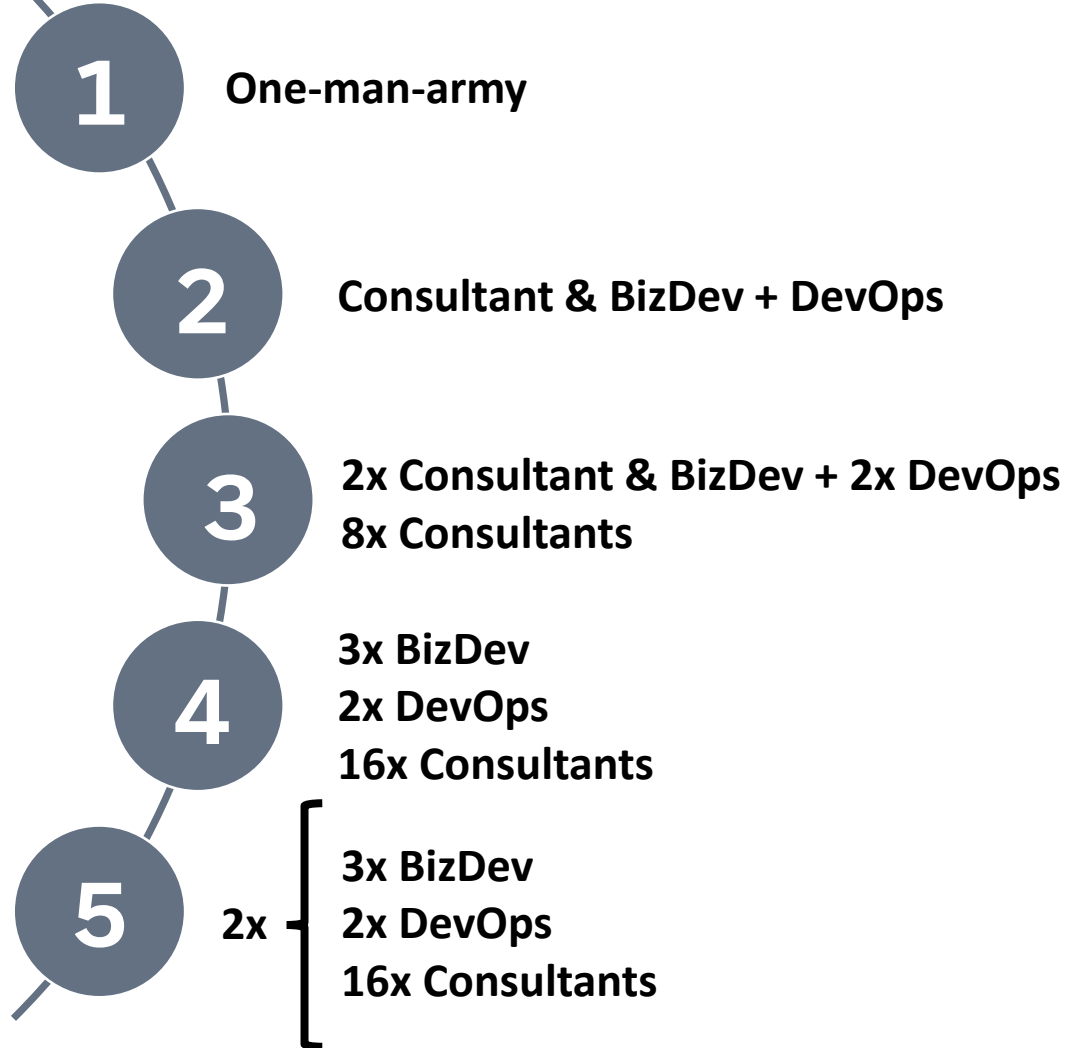 1
One-man-army
2
Consultant & BizDev + DevOps
3
2x Consultant & BizDev + 2x DevOps
8x Consultants
4
3x BizDev
2x DevOps
16x Consultants
5
2x
3x BizDev
2x DevOps
16x Consultants